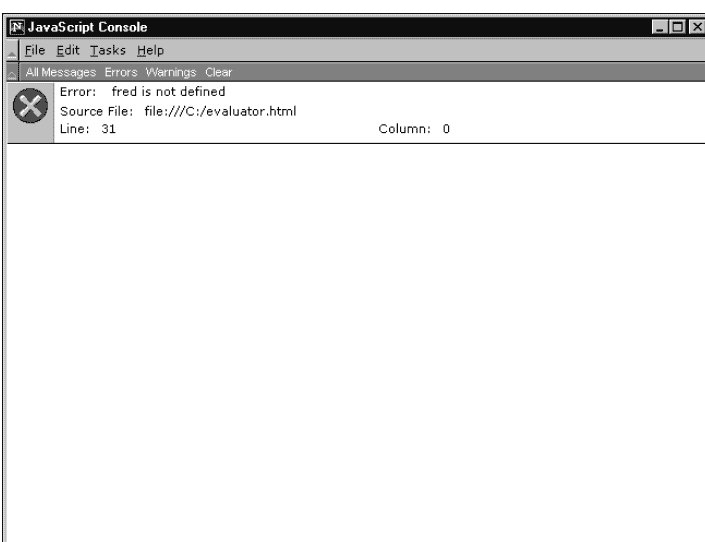 JavaScript Console
File Edit Tasks Help
All Messages Errors Warnings Clear
Error: fred is not defined
Source File: file:///C:/evaluator.html
Line: 31 Column: 0